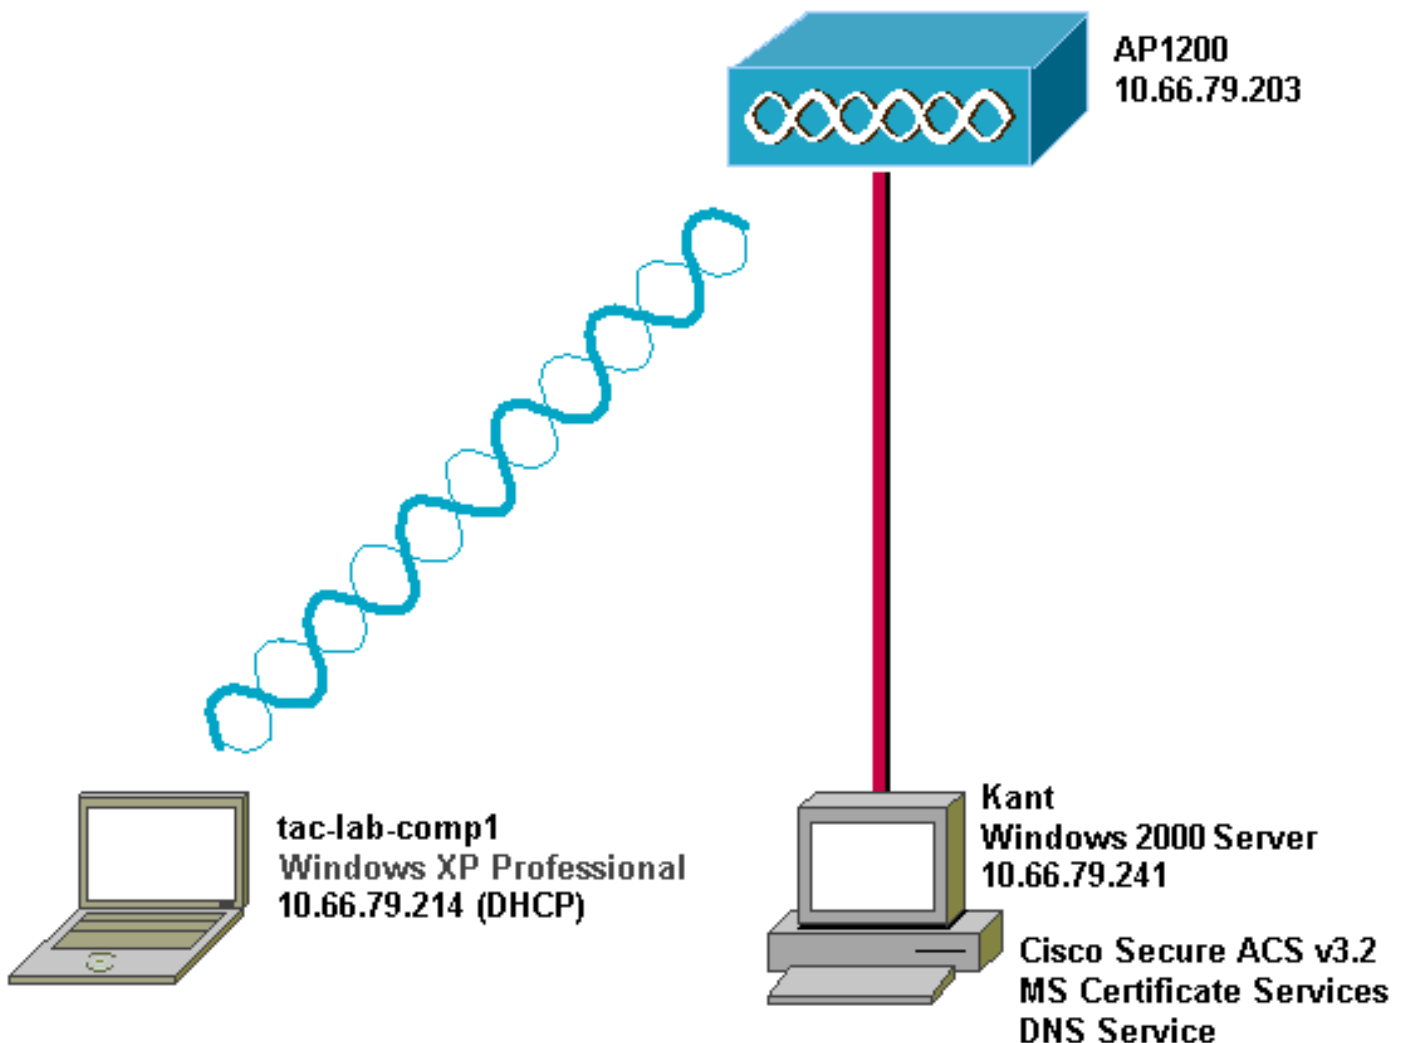 AP1200
10.66.79.203
tac-lab-comp1
Windows XP Professional
10.66.79.214 (DHCP)
Kant
Windows 2000 Server
10.66.79.241
Cisco Secure ACS v3.2
MS Certificate Services
DNS Service